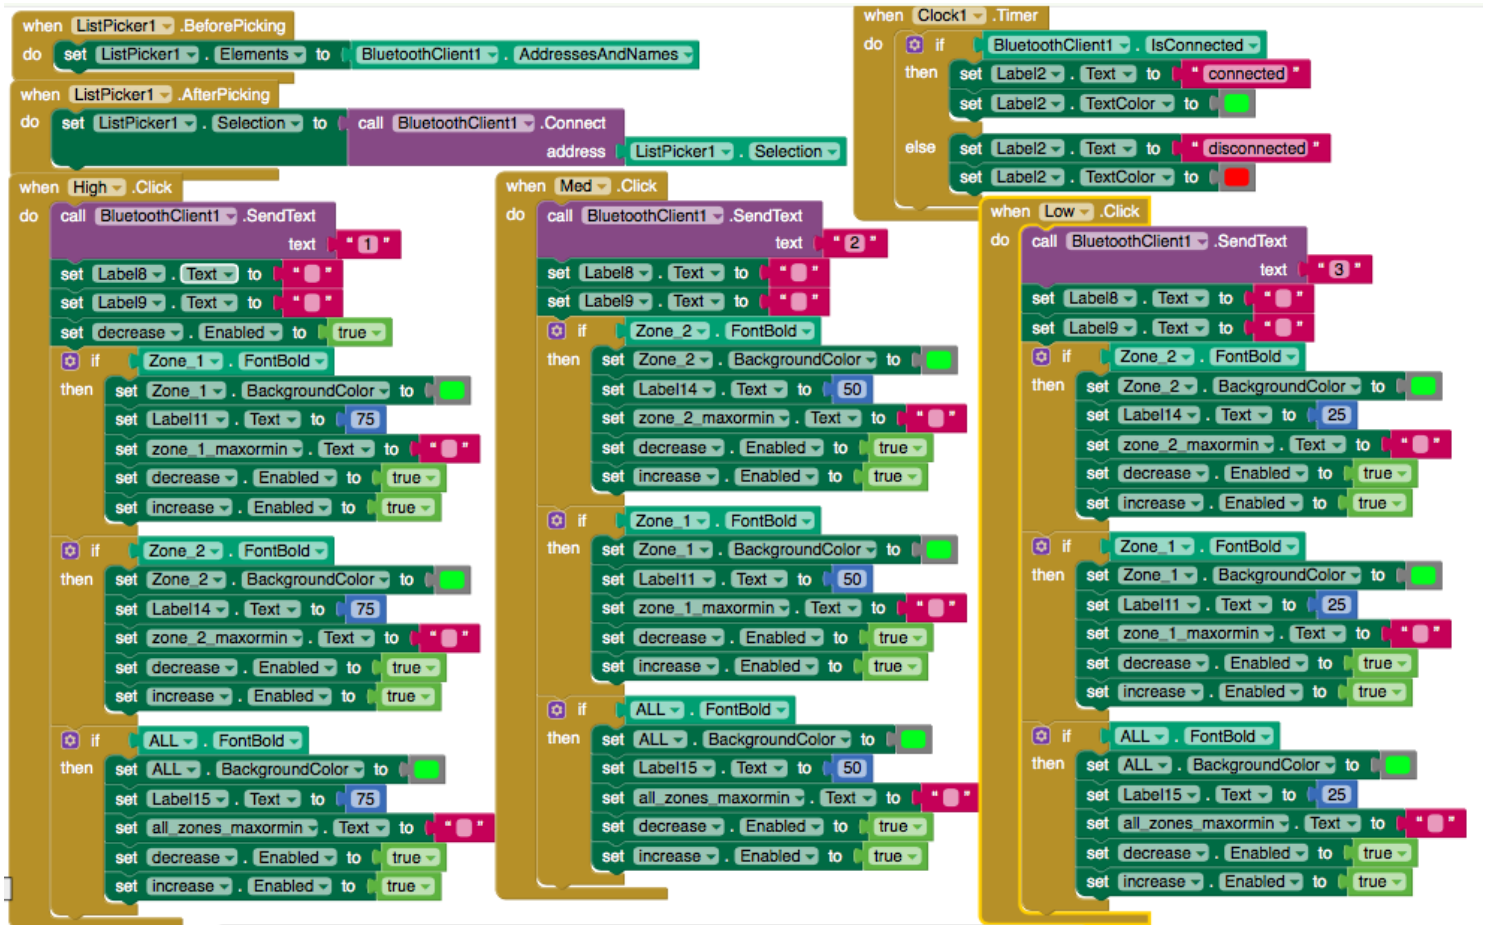 when ListPicker1 .BeforePicking
do set ListPicker1 . Elements to BluetoothClient1 . AddressesAndNames
when ListPicker1 .AfterPicking
do set ListPicker1 . Selection to call BluetoothClient1 .Connect
address ListPicker1 . Selection
when Clock1 .Timer
do if BluetoothClient1 . IsConnected
then set Label2 . Text to " connected "
set Label2 . TextColor to
else set Label2 . Text to " disconnected "
set Label2 . TextColor to
when High .Click
do call BluetoothClient1 .SendText
text " 1 "
set Label8 . Text to " "
set Label9 . Text to " "
set decrease . Enabled to true
if Zone_1 . FontBold
then set Zone_1 . BackgroundColor to
set Label11 . Text to 75
set zone_1_maxormin . Text to " "
set decrease . Enabled to true
set increase . Enabled to true
if Zone_2 . FontBold
then set Zone_2 . BackgroundColor to
set Label14 . Text to 75
set zone_2_maxormin . Text to " "
set decrease . Enabled to true
set increase . Enabled to true
if ALL . FontBold
then set ALL . BackgroundColor to
set Label15 . Text to 75
set all_zones_maxormin . Text to " "
set decrease . Enabled to true
set increase . Enabled to true
when Med .Click
do call BluetoothClient1 .SendText
text " 2 "
set Label8 . Text to " "
set Label9 . Text to " "
if Zone_2 . FontBold
then set Zone_2 . BackgroundColor to
set Label14 . Text to 50
set zone_2_maxormin . Text to " "
set decrease . Enabled to true
set increase . Enabled to true
if Zone_1 . FontBold
then set Zone_1 . BackgroundColor to
set Label11 . Text to 50
set zone_1_maxormin . Text to " "
set decrease . Enabled to true
set increase . Enabled to true
if ALL . FontBold
then set ALL . BackgroundColor to
set Label15 . Text to 50
set all_zones_maxormin . Text to " "
set decrease . Enabled to true
set increase . Enabled to true
when Low .Click
do call BluetoothClient1 .SendText
text " 3 "
set Label8 . Text to " "
set Label9 . Text to " "
if Zone_2 . FontBold
then set Zone_2 . BackgroundColor to
set Label14 . Text to 25
set zone_2_maxormin . Text to " "
set decrease . Enabled to true
set increase . Enabled to true
if Zone_1 . FontBold
then set Zone_1 . BackgroundColor to
set Label11 . Text to 25
set zone_1_maxormin . Text to " "
set decrease . Enabled to true
set increase . Enabled to true
if ALL . FontBold
then set ALL . BackgroundColor to
set Label15 . Text to 25
set all_zones_maxormin . Text to " "
set decrease . Enabled to true
set increase . Enabled to true